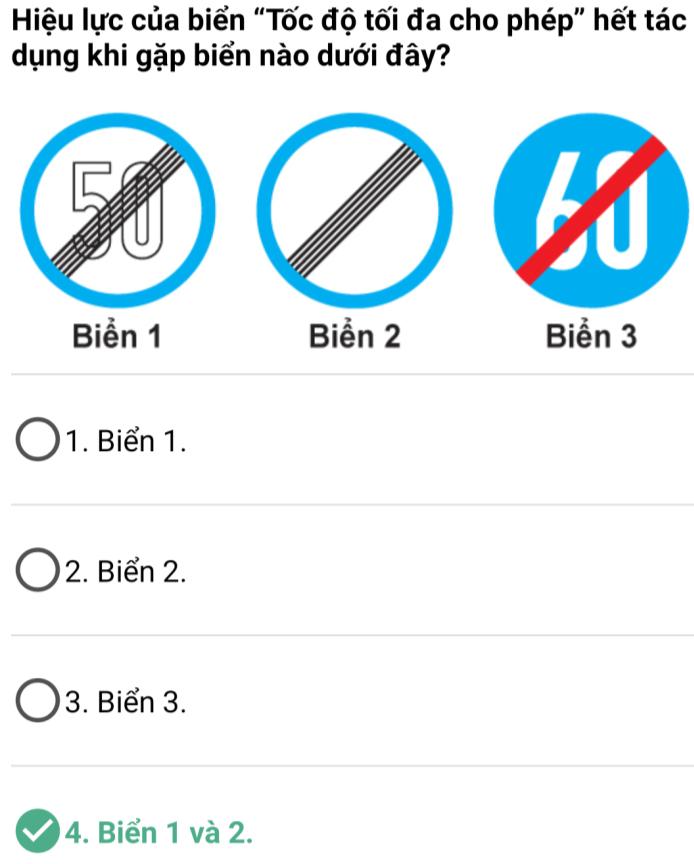 Hiệu lực của biển “Tốc độ tối đa cho phép” hết tác
dụng khi gặp biển nào dưới đây?
50
60
Biển 1
Biển 2
Biển 3
1. Biển 1.
2. Biển 2.
3. Biển 3.
4. Biển 1 và 2.